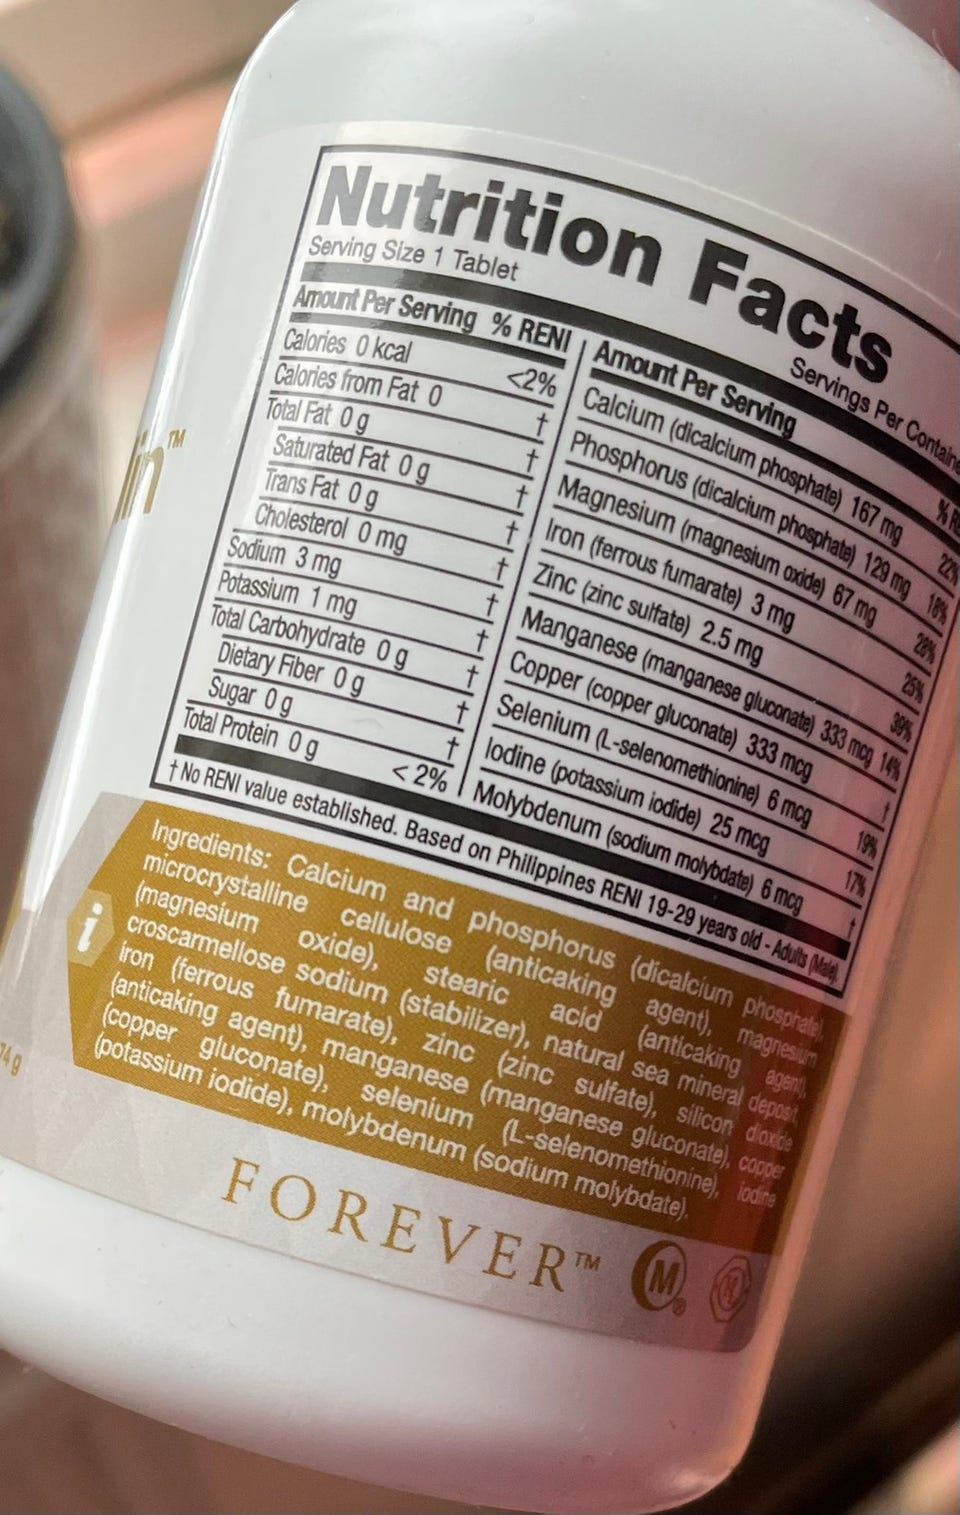 Nutrition Facts
Serving Size 1 Tablet
Servings Per
Amount Per Serving % RENI
Calories 0 kcal <2%
Calories from Fat 0 †
Total Fat 0 g †
Saturated Fat 0 g †
Trans Fat 0 g †
Cholesterol 0 mg †
Sodium 3 mg †
Potassium 1 mg †
Total Carbohydrate 0 g †
Dietary Fiber 0 g †
Sugar 0 g †
Total Protein 0 g <2%
Amount Per Serving %
Calcium (dicalcium phosphate) 167 mg 22%
Phosphorus (dicalcium phosphate) 129 mg 18%
Magnesium (magnesium oxide) 67 mg 28%
Iron (ferrous fumarate) 3 mg 25%
Zinc (zinc sulfate) 2.5 mg 39%
Manganese (manganese gluconate) 333 mcg 14%
Copper (copper gluconate) 333 mcg †
Selenium (L-selenomethionine) 6 mcg 19%
Iodine (potassium iodide) 25 mcg 17%
Molybdenum (sodium molybdate) 6 mcg †
† No RENI value established. Based on Philippines RENI 19-29 years old - Adults (Male).
Ingredients: Calcium and phosphorus (dicalcium phosphate),
microcrystalline cellulose (anticaking agent), magnesium
(magnesium oxide), stearic acid (anticaking agent),
croscarmellose sodium (stabilizer), natural sea mineral deposit,
iron (ferrous fumarate), zinc (zinc sulfate), silicon dioxide
(anticaking agent), manganese (manganese gluconate), copper
(copper gluconate), selenium (L-selenomethionine), iodine
(potassium iodide), molybdenum (sodium molybdate).
i
74 g
in™
FOREVER™
M®